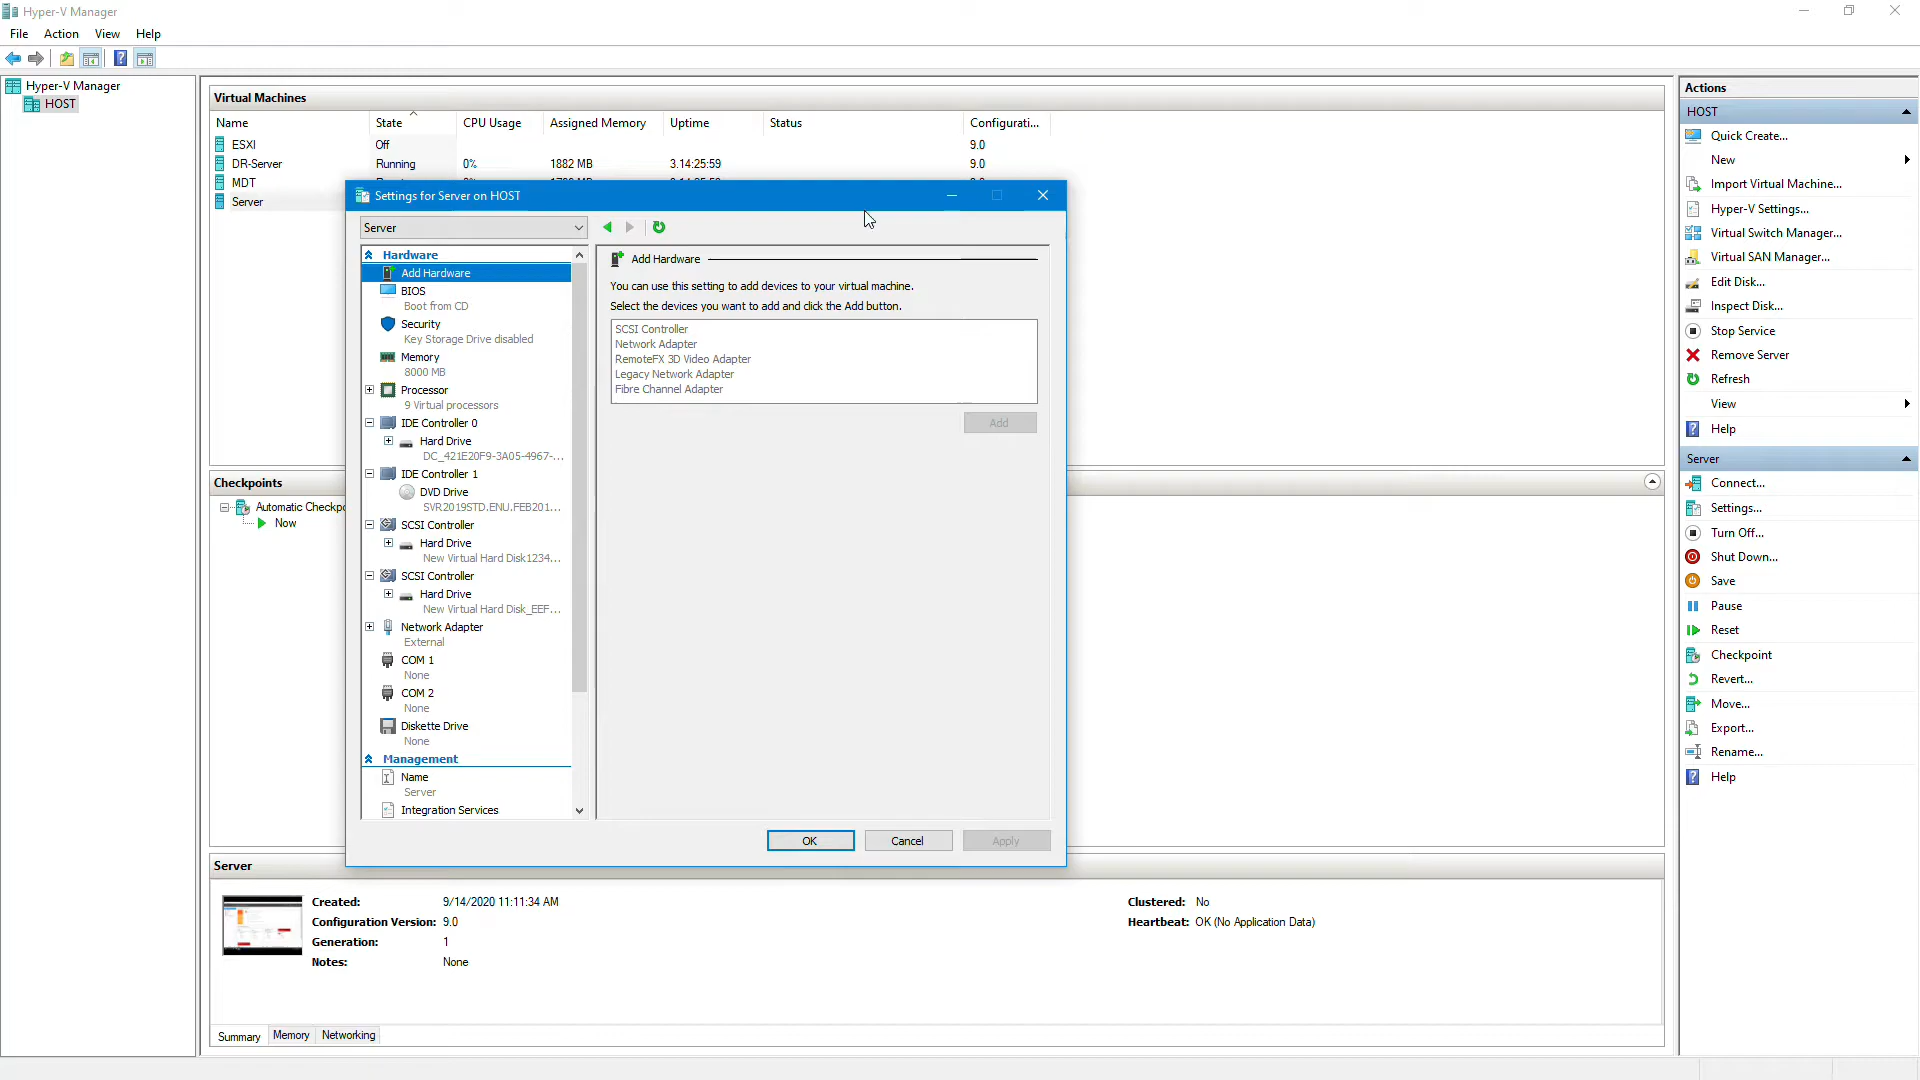 Hyper-V Manager
File Action View Help
Hyper-V Manager
HOST
Virtual Machines
Name State CPU Usage Assigned Memory Uptime Status Configurati...
ESXI Off 9.0
DR-Server Running 0% 1882 MB 3.14:25:59 9.0
MDT
Server
Settings for Server on HOST
Server
Hardware
Add Hardware
BIOS
Boot from CD
Security
Key Storage Drive disabled
Memory
8000 MB
Processor
9 Virtual processors
IDE Controller 0
Hard Drive
DC_421E20F9-3A05-4967-...
IDE Controller 1
DVD Drive
SVR2019STD.ENU.FEB201...
SCSI Controller
Hard Drive
New Virtual Hard Disk1234...
SCSI Controller
Hard Drive
New Virtual Hard Disk_EEF...
Network Adapter
External
COM 1
None
COM 2
None
Diskette Drive
None
Management
Name
Server
Integration Services
Add Hardware
You can use this setting to add devices to your virtual machine.
Select the devices you want to add and click the Add button.
SCSI Controller
Network Adapter
RemoteFX 3D Video Adapter
Legacy Network Adapter
Fibre Channel Adapter
Add
OK Cancel Apply
Checkpoints
Automatic Checkpo
Now
Server
Created: 9/14/2020 11:11:34 AM
Configuration Version: 9.0
Generation: 1
Notes: None
Clustered: No
Heartbeat: OK (No Application Data)
Summary Memory Networking
Actions
HOST
Quick Create...
New
Import Virtual Machine...
Hyper-V Settings...
Virtual Switch Manager...
Virtual SAN Manager...
Edit Disk...
Inspect Disk...
Stop Service
Remove Server
Refresh
View
Help
Server
Connect...
Settings...
Turn Off...
Shut Down...
Save
Pause
Reset
Checkpoint
Revert...
Move...
Export...
Rename...
Help